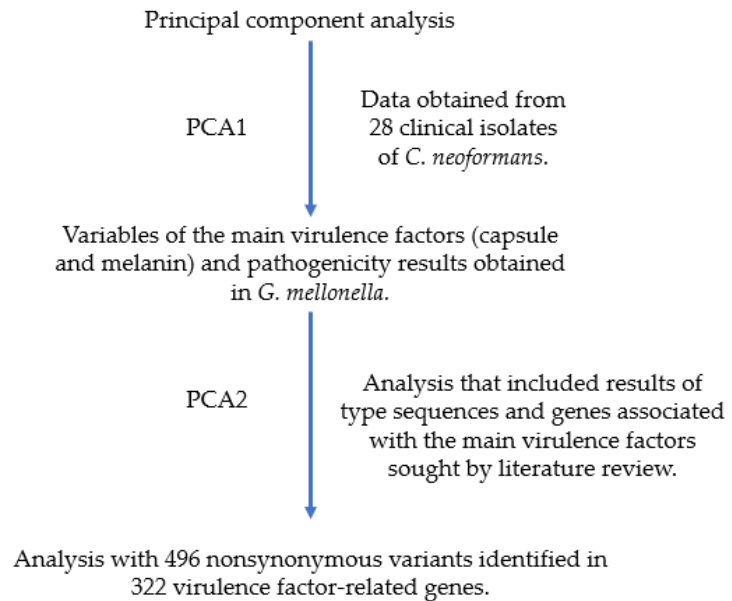 Principal component analysis
PCA1
Data obtained from
28 clinical isolates
of C. neoformans.
Variables of the main virulence factors (capsule
and melanin) and pathogenicity results obtained
in G. mellonella.
PCA2
Analysis that included results of
type sequences and genes associated
with the main virulence factors
sought by literature review.
Analysis with 496 nonsynonymous variants identified in
322 virulence factor-related genes.